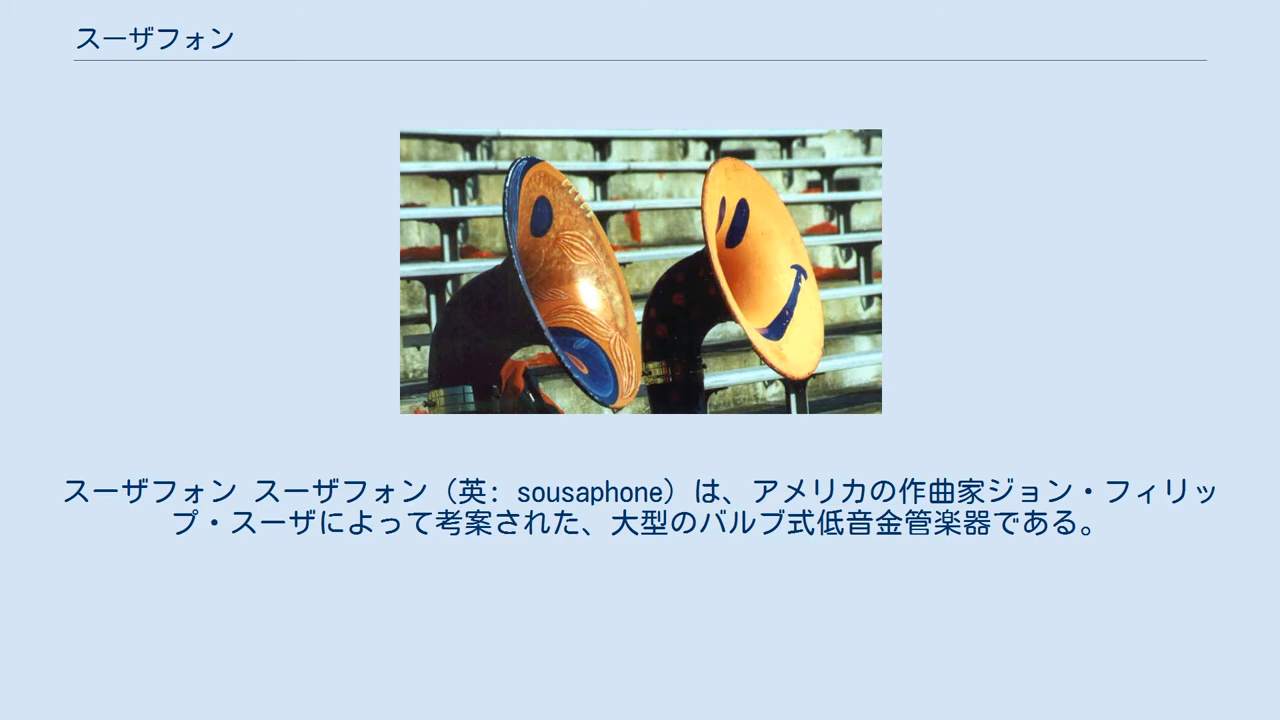 スーザフォン
スーザフォン スーザフォン（英: sousaphone）は、アメリカの作曲家ジョン・フィリッ
プ・スーザによって考案された、大型のバルブ式低音金管楽器である。